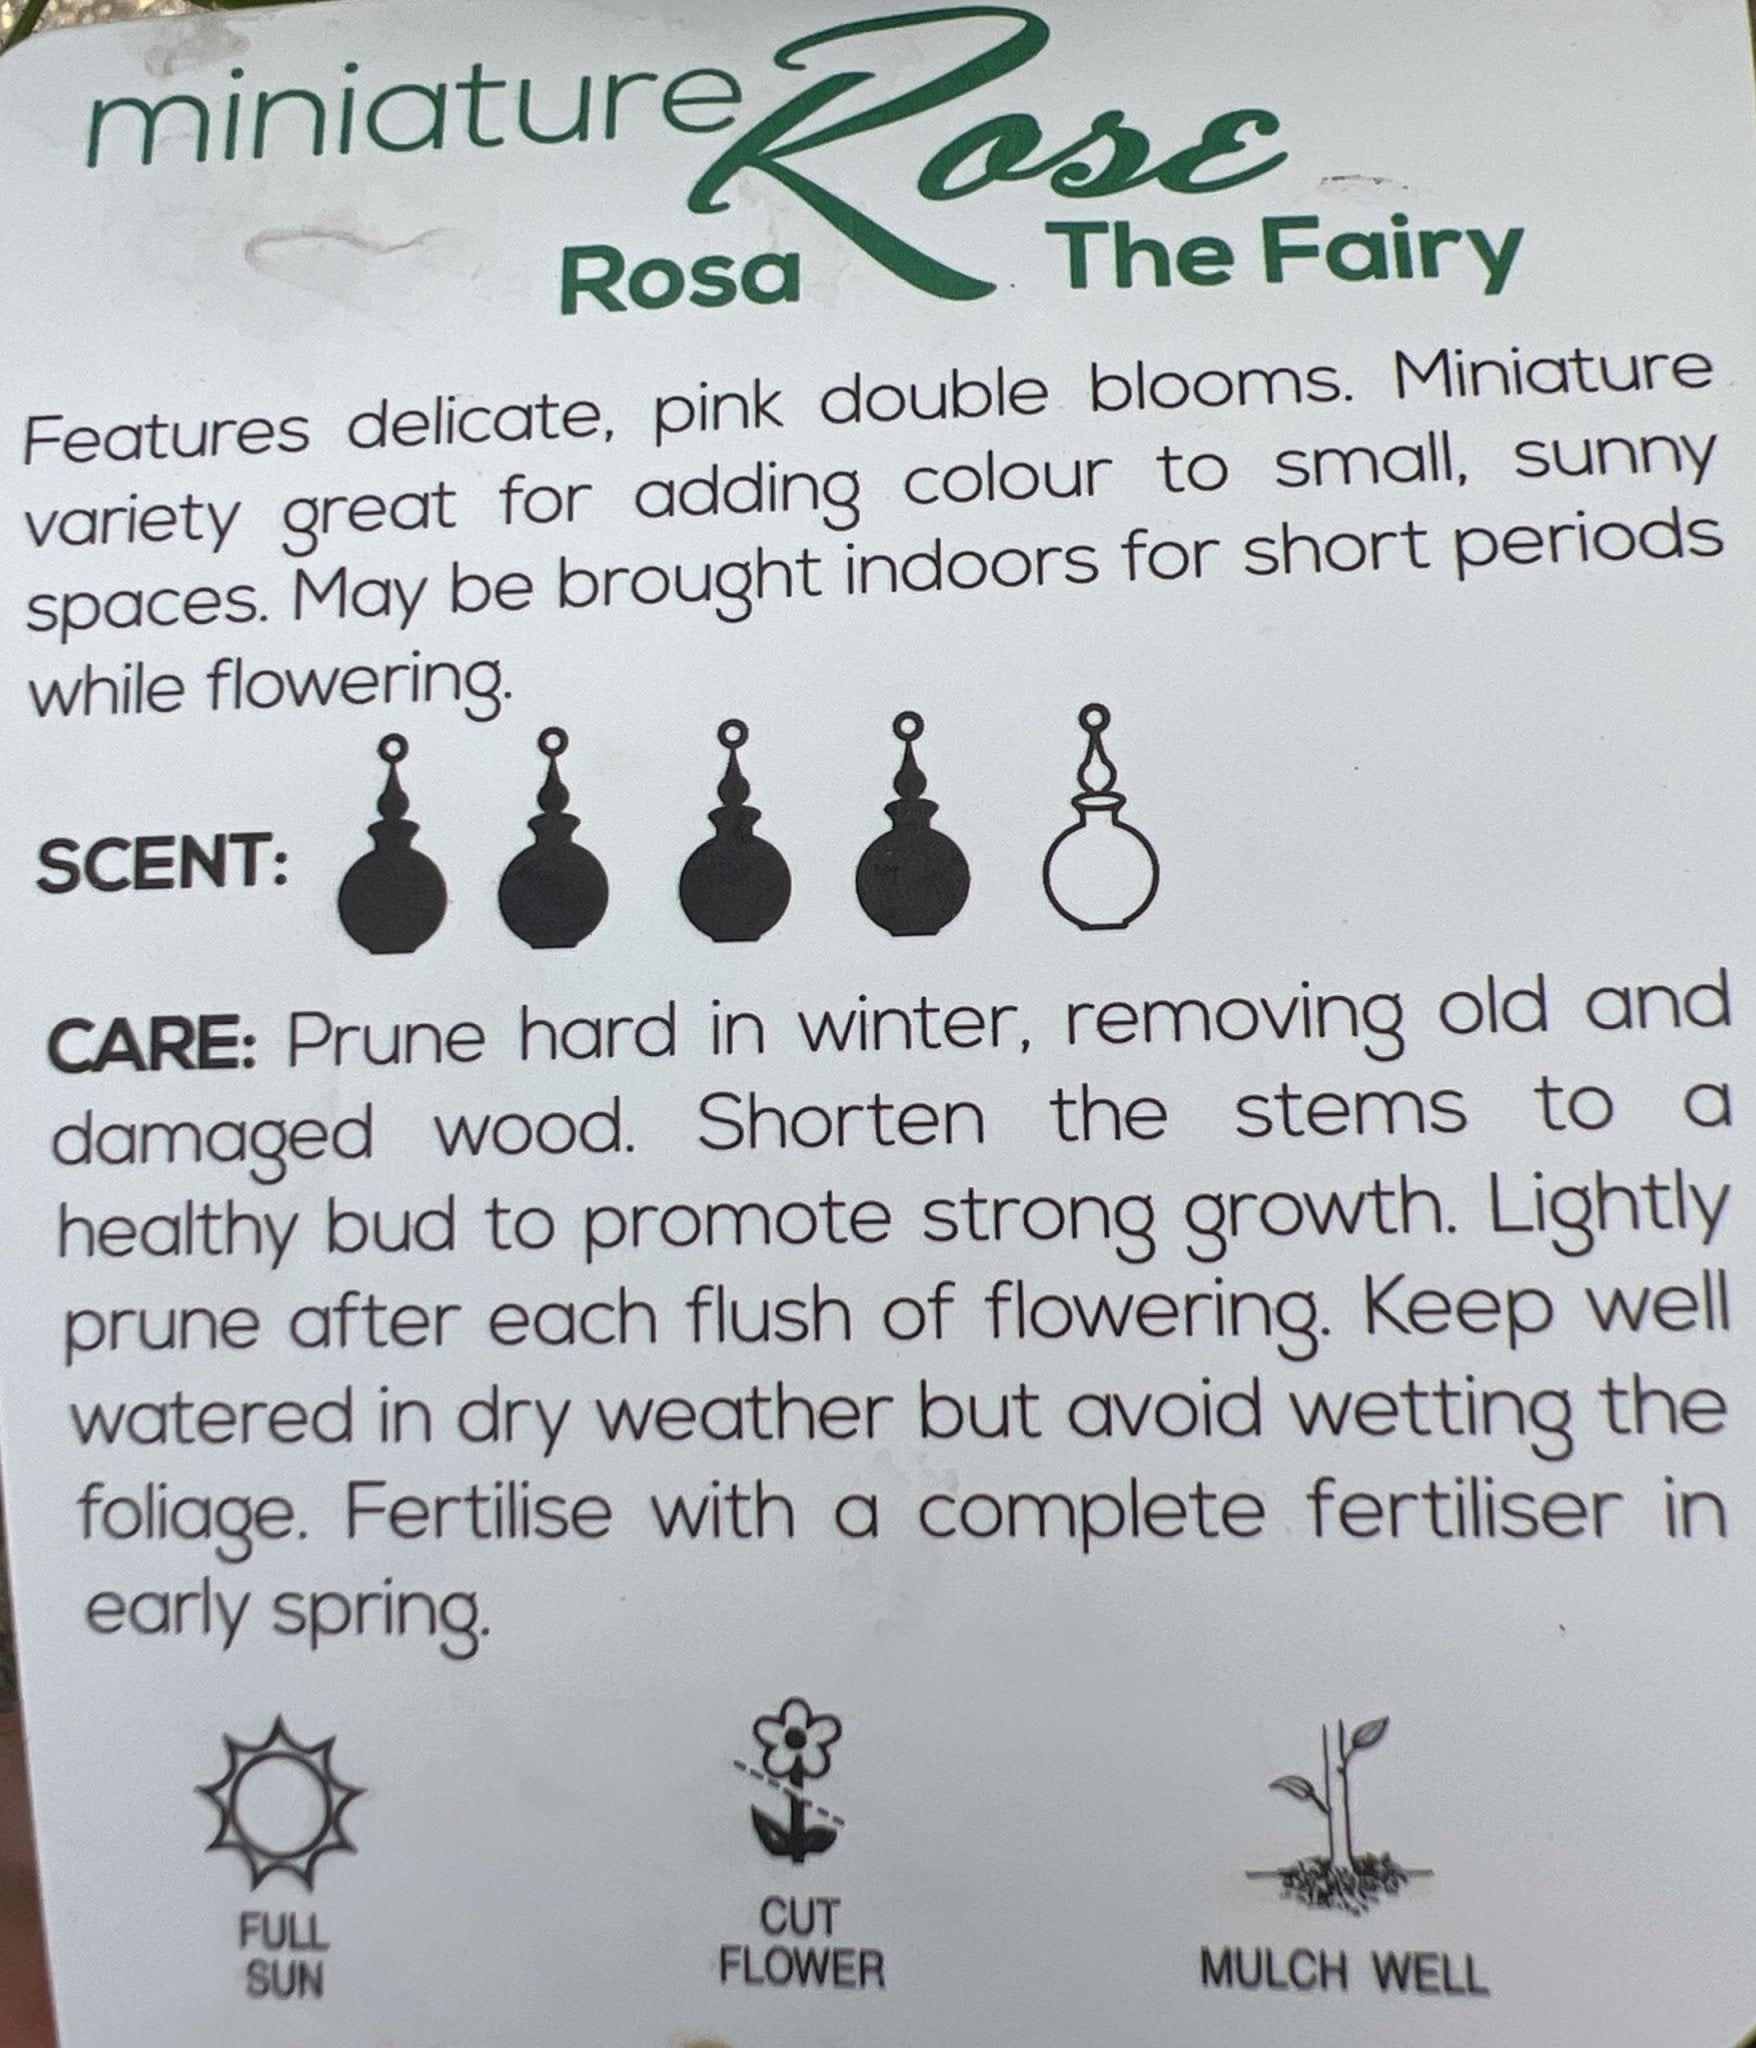 miniature Rose
Rosa The Fairy
Features delicate, pink double blooms. Miniature
variety great for adding colour to small, sunny
spaces. May be brought indoors for short periods
while flowering.
SCENT:
CARE: Prune hard in winter, removing old and
damaged wood. Shorten the stems to a
healthy bud to promote strong growth. Lightly
prune after each flush of flowering. Keep well
watered in dry weather but avoid wetting the
foliage. Fertilise with a complete fertiliser in
early spring.
FULL
SUN
CUT
FLOWER
MULCH WELL